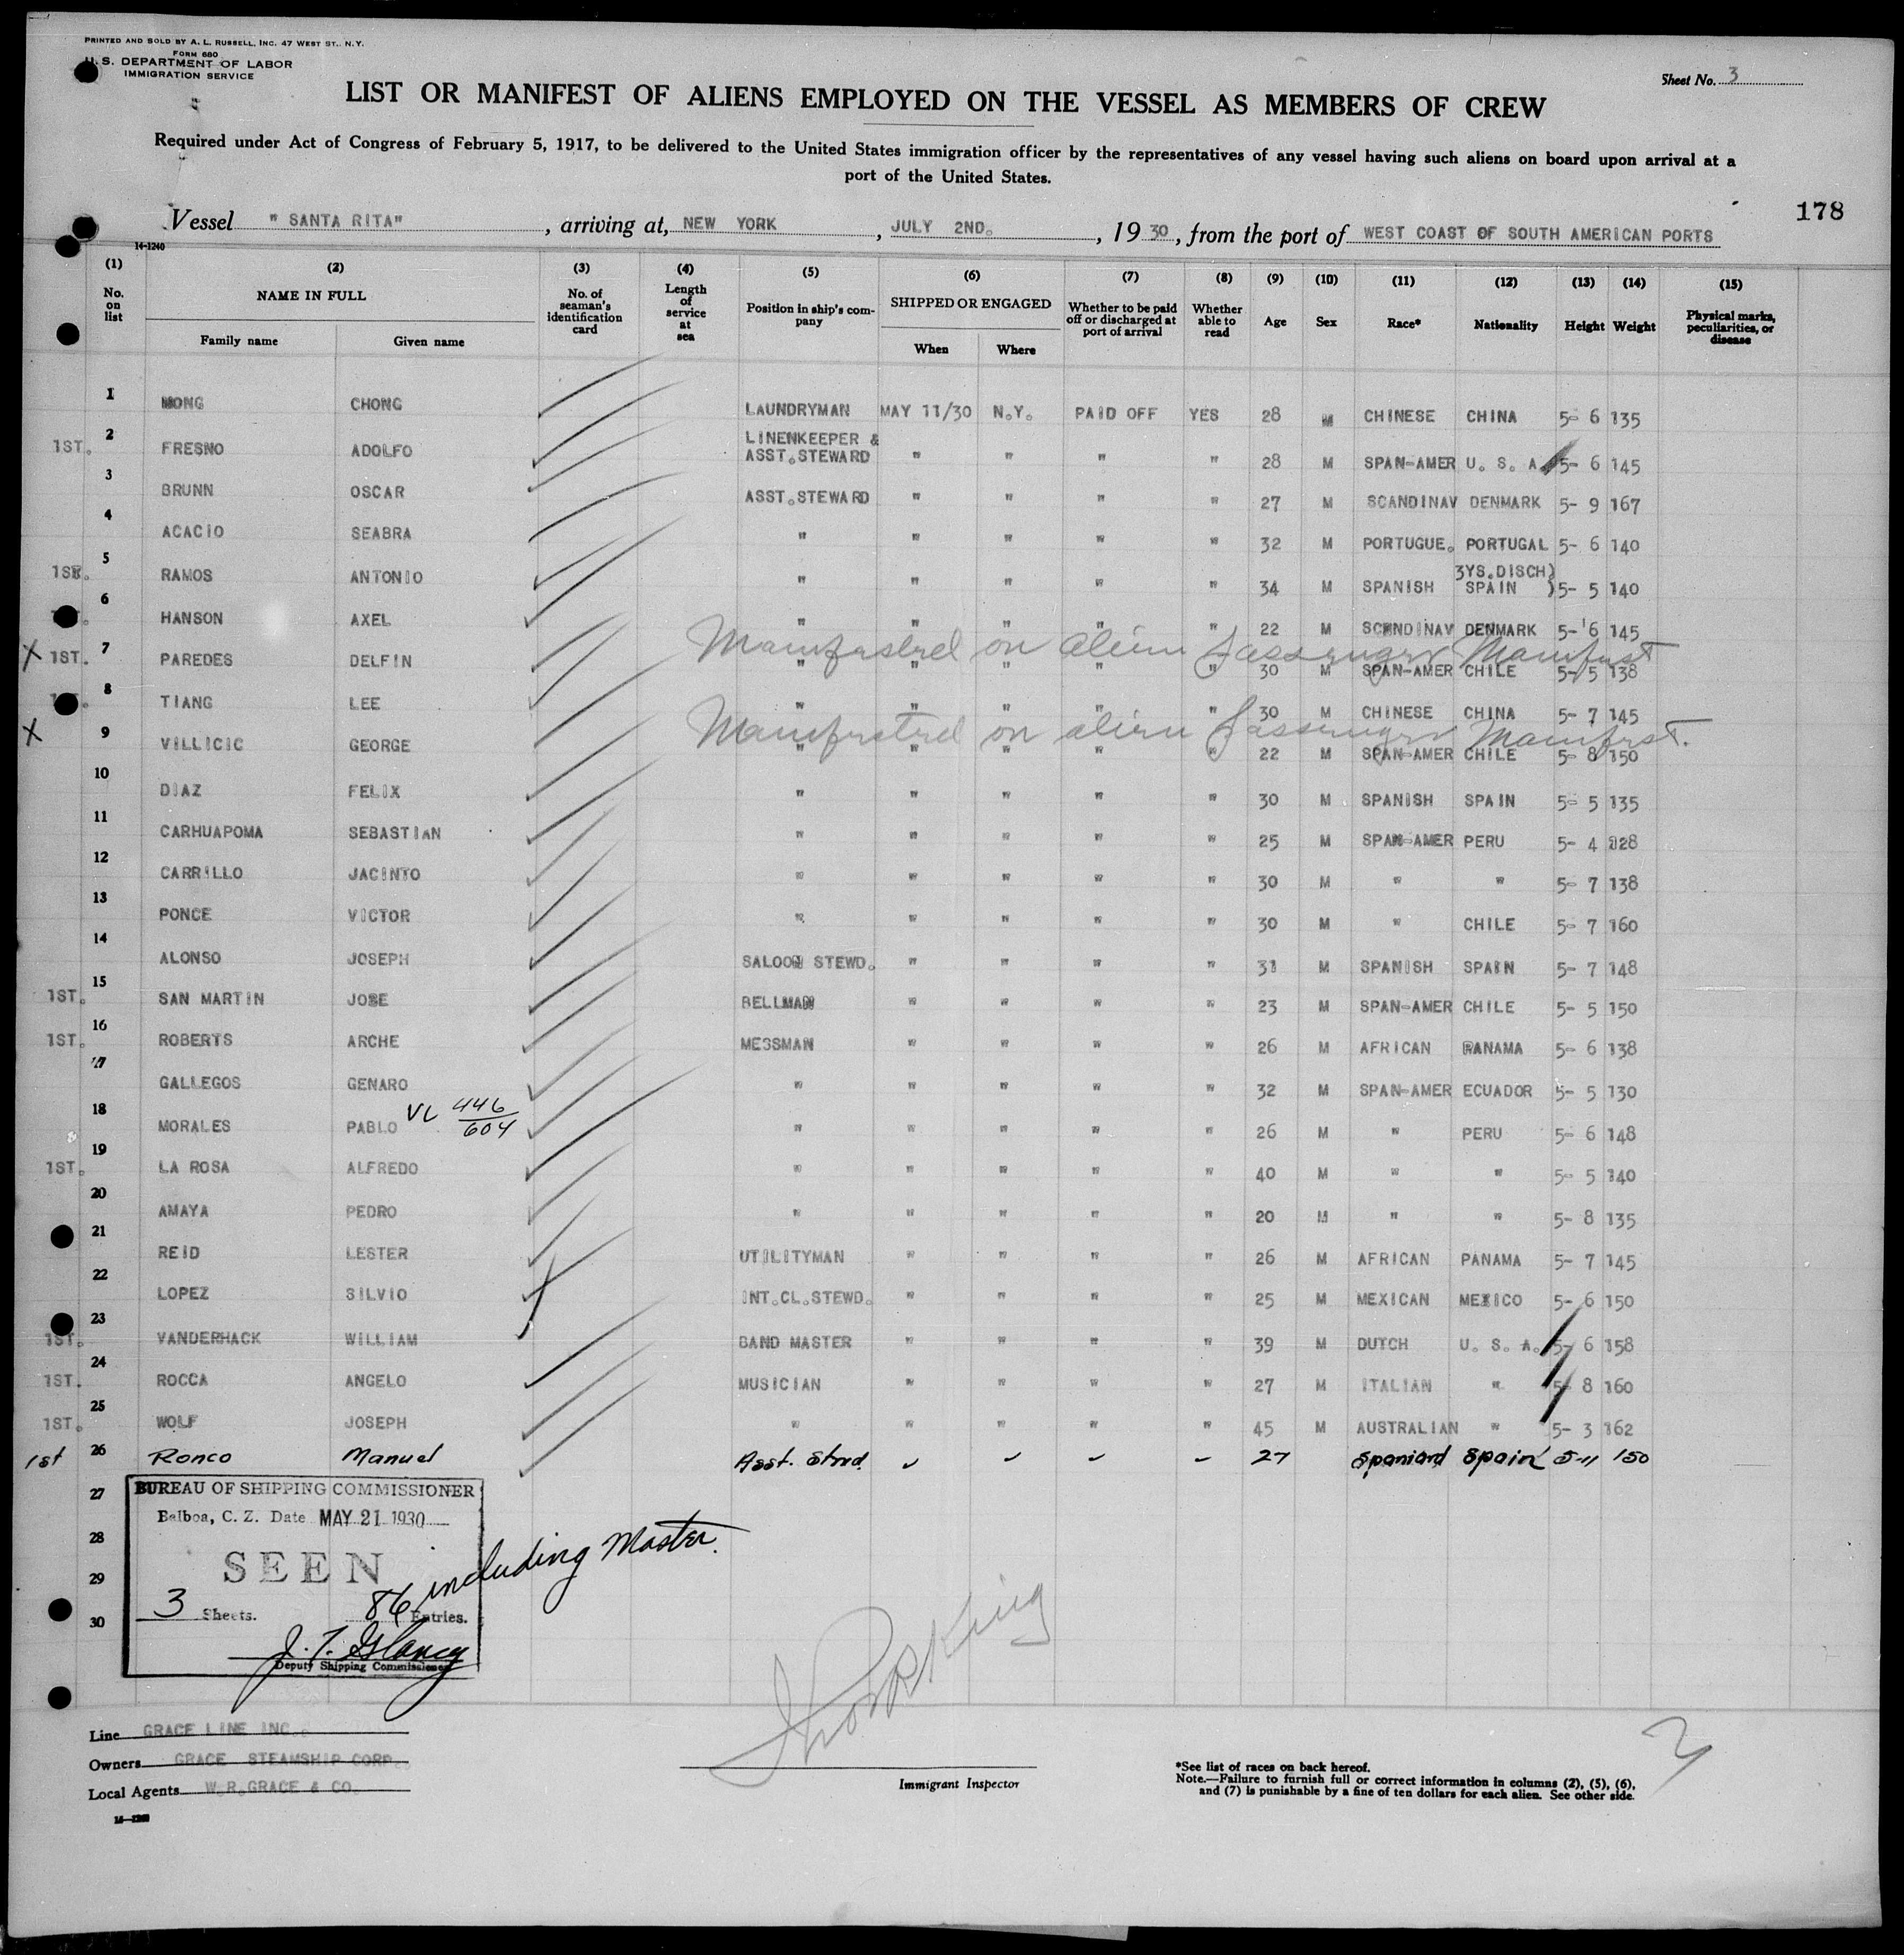 PRINTED AND SOLD BY A. L. RUSSELL, INC. 47 WEST ST., N.Y.
FORM 680
U. S. DEPARTMENT OF LABOR
IMMIGRATION SERVICE
Sheet No. 3
LIST OR MANIFEST OF ALIENS EMPLOYED ON THE VESSEL AS MEMBERS OF CREW
Required under Act of Congress of February 5, 1917, to be delivered to the United States immigration officer by the representatives of any vessel having such aliens on board upon arrival at a
port of the United States.
178
Vessel " SANTA RITA" , arriving at, NEW YORK , JULY 2ND. , 19 30 , from the port of WEST COAST OF SOUTH AMERICAN PORTS
14-1240
(1) (2) (3) (4) (5) (6) (7) (8) (9) (10) (11) (12) (13) (14) (15)
No. on list NAME IN FULL Family name Given name No. of seaman's identification card Length of service at sea Position in ship's company SHIPPED OR ENGAGED When Where Whether to be paid off or discharged at port of arrival Whether able to read Age Sex Race* Nationality Height Weight Physical marks, peculiarities, or disease
1 MONG CHONG LAUNDRYMAN MAY 11/30 N.Y. PAID OFF YES 28 M CHINESE CHINA 5- 6 135
1ST. 2 FRESNO ADOLFO LINENKEEPER & ASST.STEWARD " " " " 28 M SPAN-AMER U. S. A. 5- 6 145
3 BRUNN OSCAR ASST.STEWARD " " " " 27 M SCANDINAV DENMARK 5- 9 167
4 ACACIO SEABRA " " " " " 32 M PORTUGUE. PORTUGAL 5- 6 140
5 RAMOS ANTONIO " " " " " 34 M SPANISH 3YS.DISCH) SPAIN ) 5- 5 140
6 HANSON AXEL " " " " " 22 M SCANDINAV DENMARK 5- 6 145
Manifested on alien passenger Manifest
X 1ST. 7 PAREDES DELFIN " " " " " 30 M SPAN-AMER CHILE 5- 5 138
8 TIANG LEE " " " " " 30 M CHINESE CHINA 5- 7 145
Manifested on alien passenger Manifest.
X 9 VILLICIC GEORGE " " " " " 22 M SPAN-AMER CHILE 5- 8 150
10 DIAZ FELIX " " " " " 30 M SPANISH SPAIN 5- 5 135
11 CARHUAPOMA SEBASTIAN " " " " " 25 M SPAN-AMER PERU 5- 4 128
12 CARRILLO JACINTO " " " " " 30 M " " 5- 7 138
13 PONCE VICTOR " " " " " 30 M " CHILE 5- 7 160
14 ALONSO JOSEPH SALOON STEWD. " " " " 31 M SPANISH SPAIN 5- 7 148
1ST. 15 SAN MARTIN JOSE BELLMAN " " " " 23 M SPAN-AMER CHILE 5- 5 150
1ST. 16 ROBERTS ARCHE MESSMAN " " " " 26 M AFRICAN PANAMA 5- 6 138
17 GALLEGOS GENARO " " " " " 32 M SPAN-AMER ECUADOR 5- 5 130
18 MORALES PABLO VL 446/604 " " " " " 26 M " PERU 5- 6 148
1ST. 19 LA ROSA ALFREDO " " " " " 40 M " " 5- 5 140
20 AMAYA PEDRO " " " " " 20 M " " 5- 8 135
21 REID LESTER UTILITYMAN " " " " 26 M AFRICAN PANAMA 5- 7 145
22 LOPEZ SILVIO INT.CL.STEWD. " " " " 25 M MEXICAN MEXICO 5- 6 150
1ST. 23 VANDERHACK WILLIAM BAND MASTER " " " " 39 M DUTCH U. S. A. 5- 6 158
1ST. 24 ROCCA ANGELO MUSICIAN " " " " 27 M ITALIAN " 5- 8 160
1ST. 25 WOLF JOSEPH " " " " " 45 M AUSTRALIAN " 5- 3 162
1st 26 Ronco Manuel Asst. Stwd. 27 Spaniard Spain 5-11 150
27
28
29
30
BUREAU OF SHIPPING COMMISSIONER
Balboa, C. Z. Date MAY 21 1930
SEEN
3 Sheets. 86 Entries.
including Master.
J. T. Glancy
Deputy Shipping Commissioner
Line GRACE LINE INC.
Owners GRACE STEAMSHIP CORP.
Local Agents W.R.GRACE & CO.
Immigrant Inspector
*See list of races on back hereof.
Note.—Failure to furnish full or correct information in columns (2), (5), (6),
and (7) is punishable by a fine of ten dollars for each alien. See other side.
3